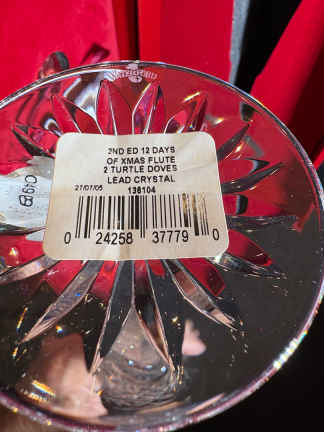 2ND ED 12 DAYS
OF XMAS FLUTE
2 TURTLE DOVES
LEAD CRYSTAL
27/07/05 136104
0 24258 37779 0